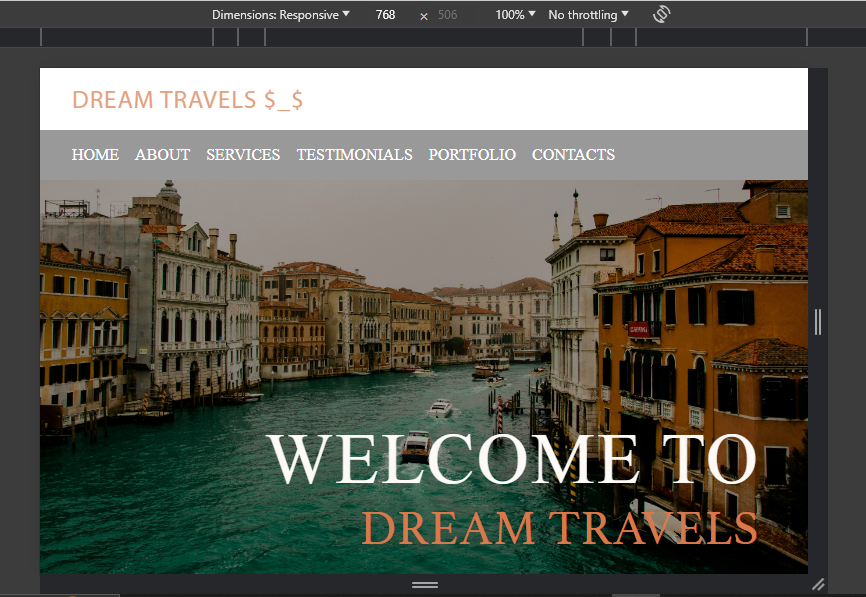 Dimensions: Responsive 768 × 506 100% No throttling
DREAM TRAVELS $_$
HOME ABOUT SERVICES TESTIMONIALS PORTFOLIO CONTACTS
WELCOME TO
DREAM TRAVELS